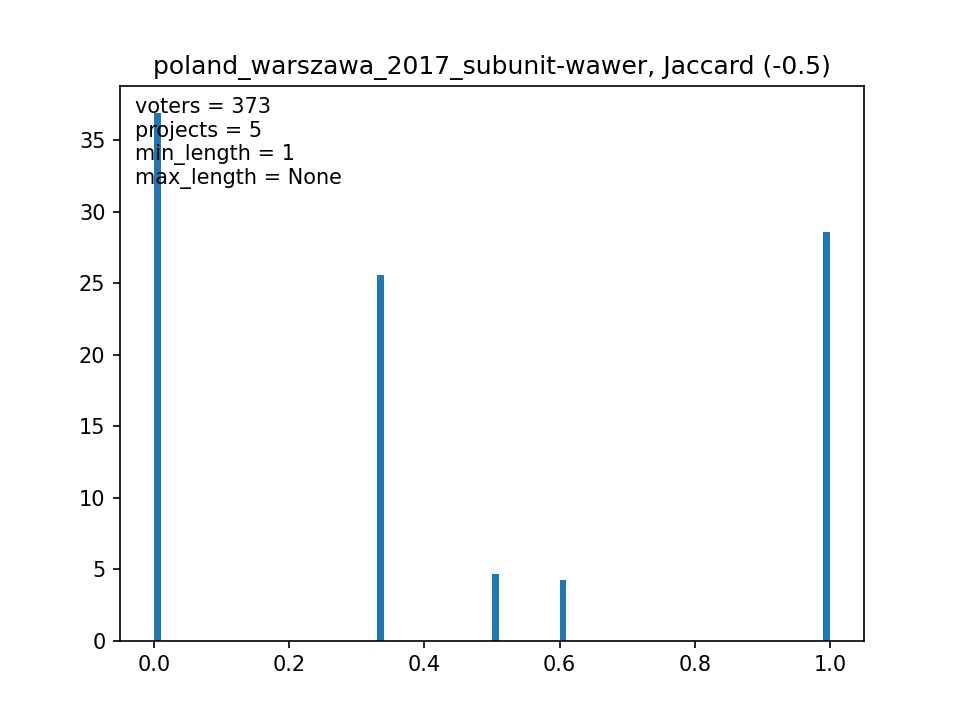 poland_warszawa_2017_subunit-wawer, Jaccard (-0.5)
voters = 373
projects = 5
min_length = 1
max_length = None
35
30
25
20
15
10
5
0
0.0 0.2 0.4 0.6 0.8 1.0